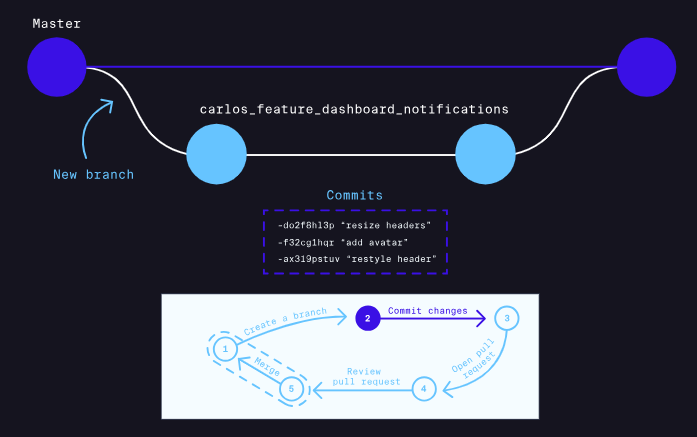 Master
carlos_feature_dashboard_notifications
New branch
Commits
-do2f8hl3p “resize headers”
-f32cg1hqr “add avatar”
-ax319pstuv “restyle header”
Create a branch
2
Commit changes
3
1
Open pull
request
Merge
Review
pull request
5
4